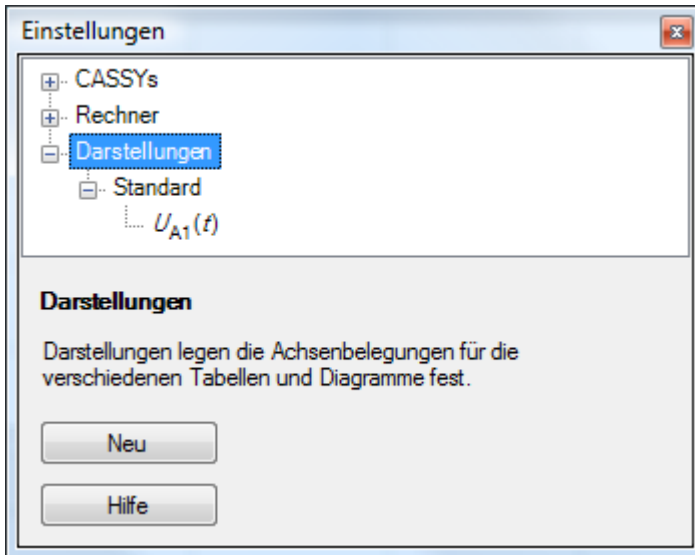 Einstellungen
CASSYs
Rechner
Darstellungen
Standard
U_A1(t)
Darstellungen
Darstellungen legen die Achsenbelegungen für die
verschiedenen Tabellen und Diagramme fest.
Neu
Hilfe